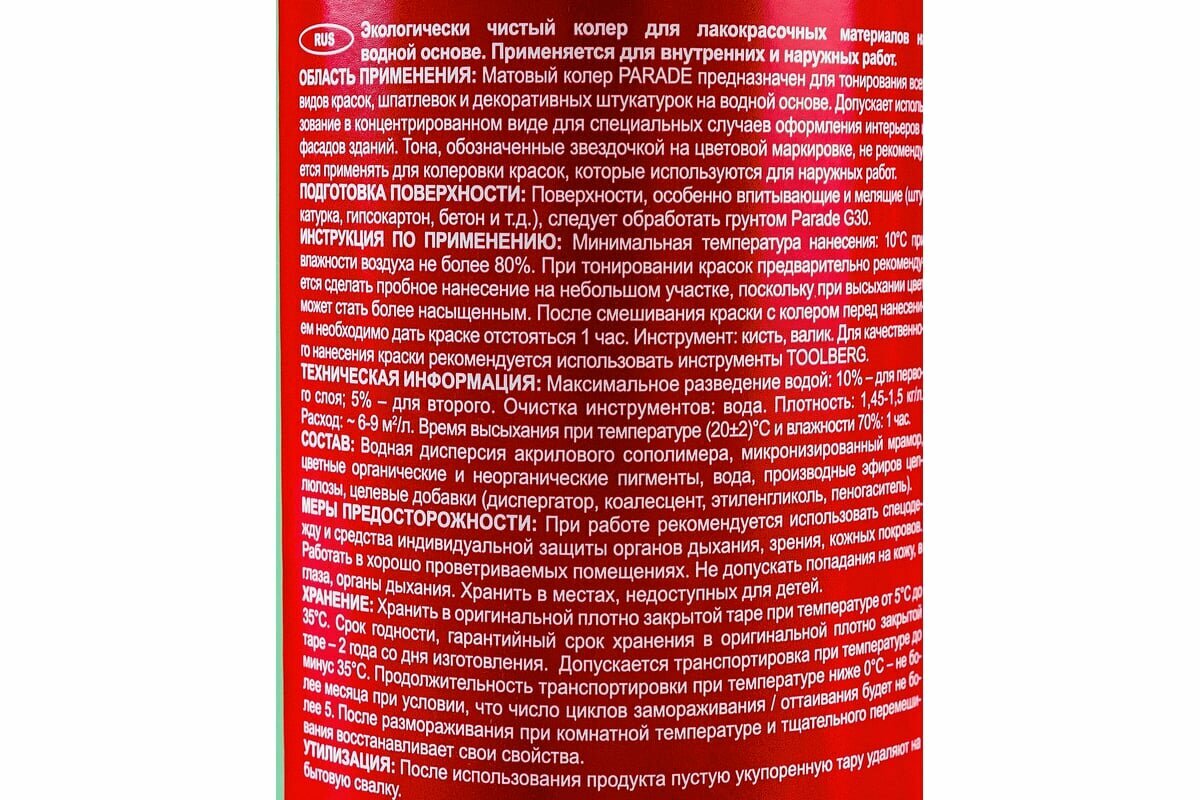 RUS
Экологически чистый колер для лакокрасочных материалов н
водной основе. Применяется для внутренних и наружных работ.
ОБЛАСТЬ ПРИМЕНЕНИЯ: Матовый колер PARADE предназначен для тонирования все
видов красок, шпатлевок и декоративных штукатурок на водной основе. Допускает исполь
зование в концентрированном виде для специальных случаев оформления интерьеров и
фасадов зданий. Тона, обозначенные звездочкой на цветовой маркировке, не рекоменду
ется применять для колеровки красок, которые используются для наружных работ.
ПОДГОТОВКА ПОВЕРХНОСТИ: Поверхности, особенно впитывающие и мелящие (шту
катурка, гипсокартон, бетон и т.д.), следует обработать грунтом Parade G30.
ИНСТРУКЦИЯ ПО ПРИМЕНЕНИЮ: Минимальная температура нанесения: 10°С при
влажности воздуха не более 80%. При тонировании красок предварительно рекоменду-
ется сделать пробное нанесение на небольшом участке, поскольку при высыхании цвет
может стать более насыщенным. После смешивания краски с колером перед нанесени-
ем необходимо дать краске отстояться 1 час. Инструмент: кисть, валик. Для качественно-
го нанесения краски рекомендуется использовать инструменты TOOLBERG.
ТЕХНИЧЕСКАЯ ИНФОРМАЦИЯ: Максимальное разведение водой: 10% – для перво-
го слоя; 5% – для второго. Очистка инструментов: вода. Плотность: 1,45-1,5 кг/л.
Расход: ~ 6-9 м²/л. Время высыхания при температуре (20±2)°С и влажности 70%: 1 час.
СОСТАВ: Водная дисперсия акрилового сополимера, микронизированный мрамор,
цветные органические и неорганические пигменты, вода, производные эфиров цел-
люлозы, целевые добавки (диспергатор, коалесцент, этиленгликоль, пеногаситель).
МЕРЫ ПРЕДОСТОРОЖНОСТИ: При работе рекомендуется использовать спецоде-
жду и средства индивидуальной защиты органов дыхания, зрения, кожных покровов.
Работать в хорошо проветриваемых помещениях. Не допускать попадания на кожу, в
глаза, органы дыхания. Хранить в местах, недоступных для детей.
ХРАНЕНИЕ: Хранить в оригинальной плотно закрытой таре при температуре от 5°С до
35°С. Срок годности, гарантийный срок хранения в оригинальной плотно закрытой
таре – 2 года со дня изготовления. Допускается транспортировка при температуре до
минус 35°С. Продолжительность транспортировки при температуре ниже 0°С – не бо-
лее месяца при условии, что число циклов замораживания / оттаивания будет не бо-
лее 5. После размораживания при комнатной температуре и тщательного перемеши-
вания восстанавливает свои свойства.
УТИЛИЗАЦИЯ: После использования продукта пустую укупоренную тару удаляют на
бытовую свалку.